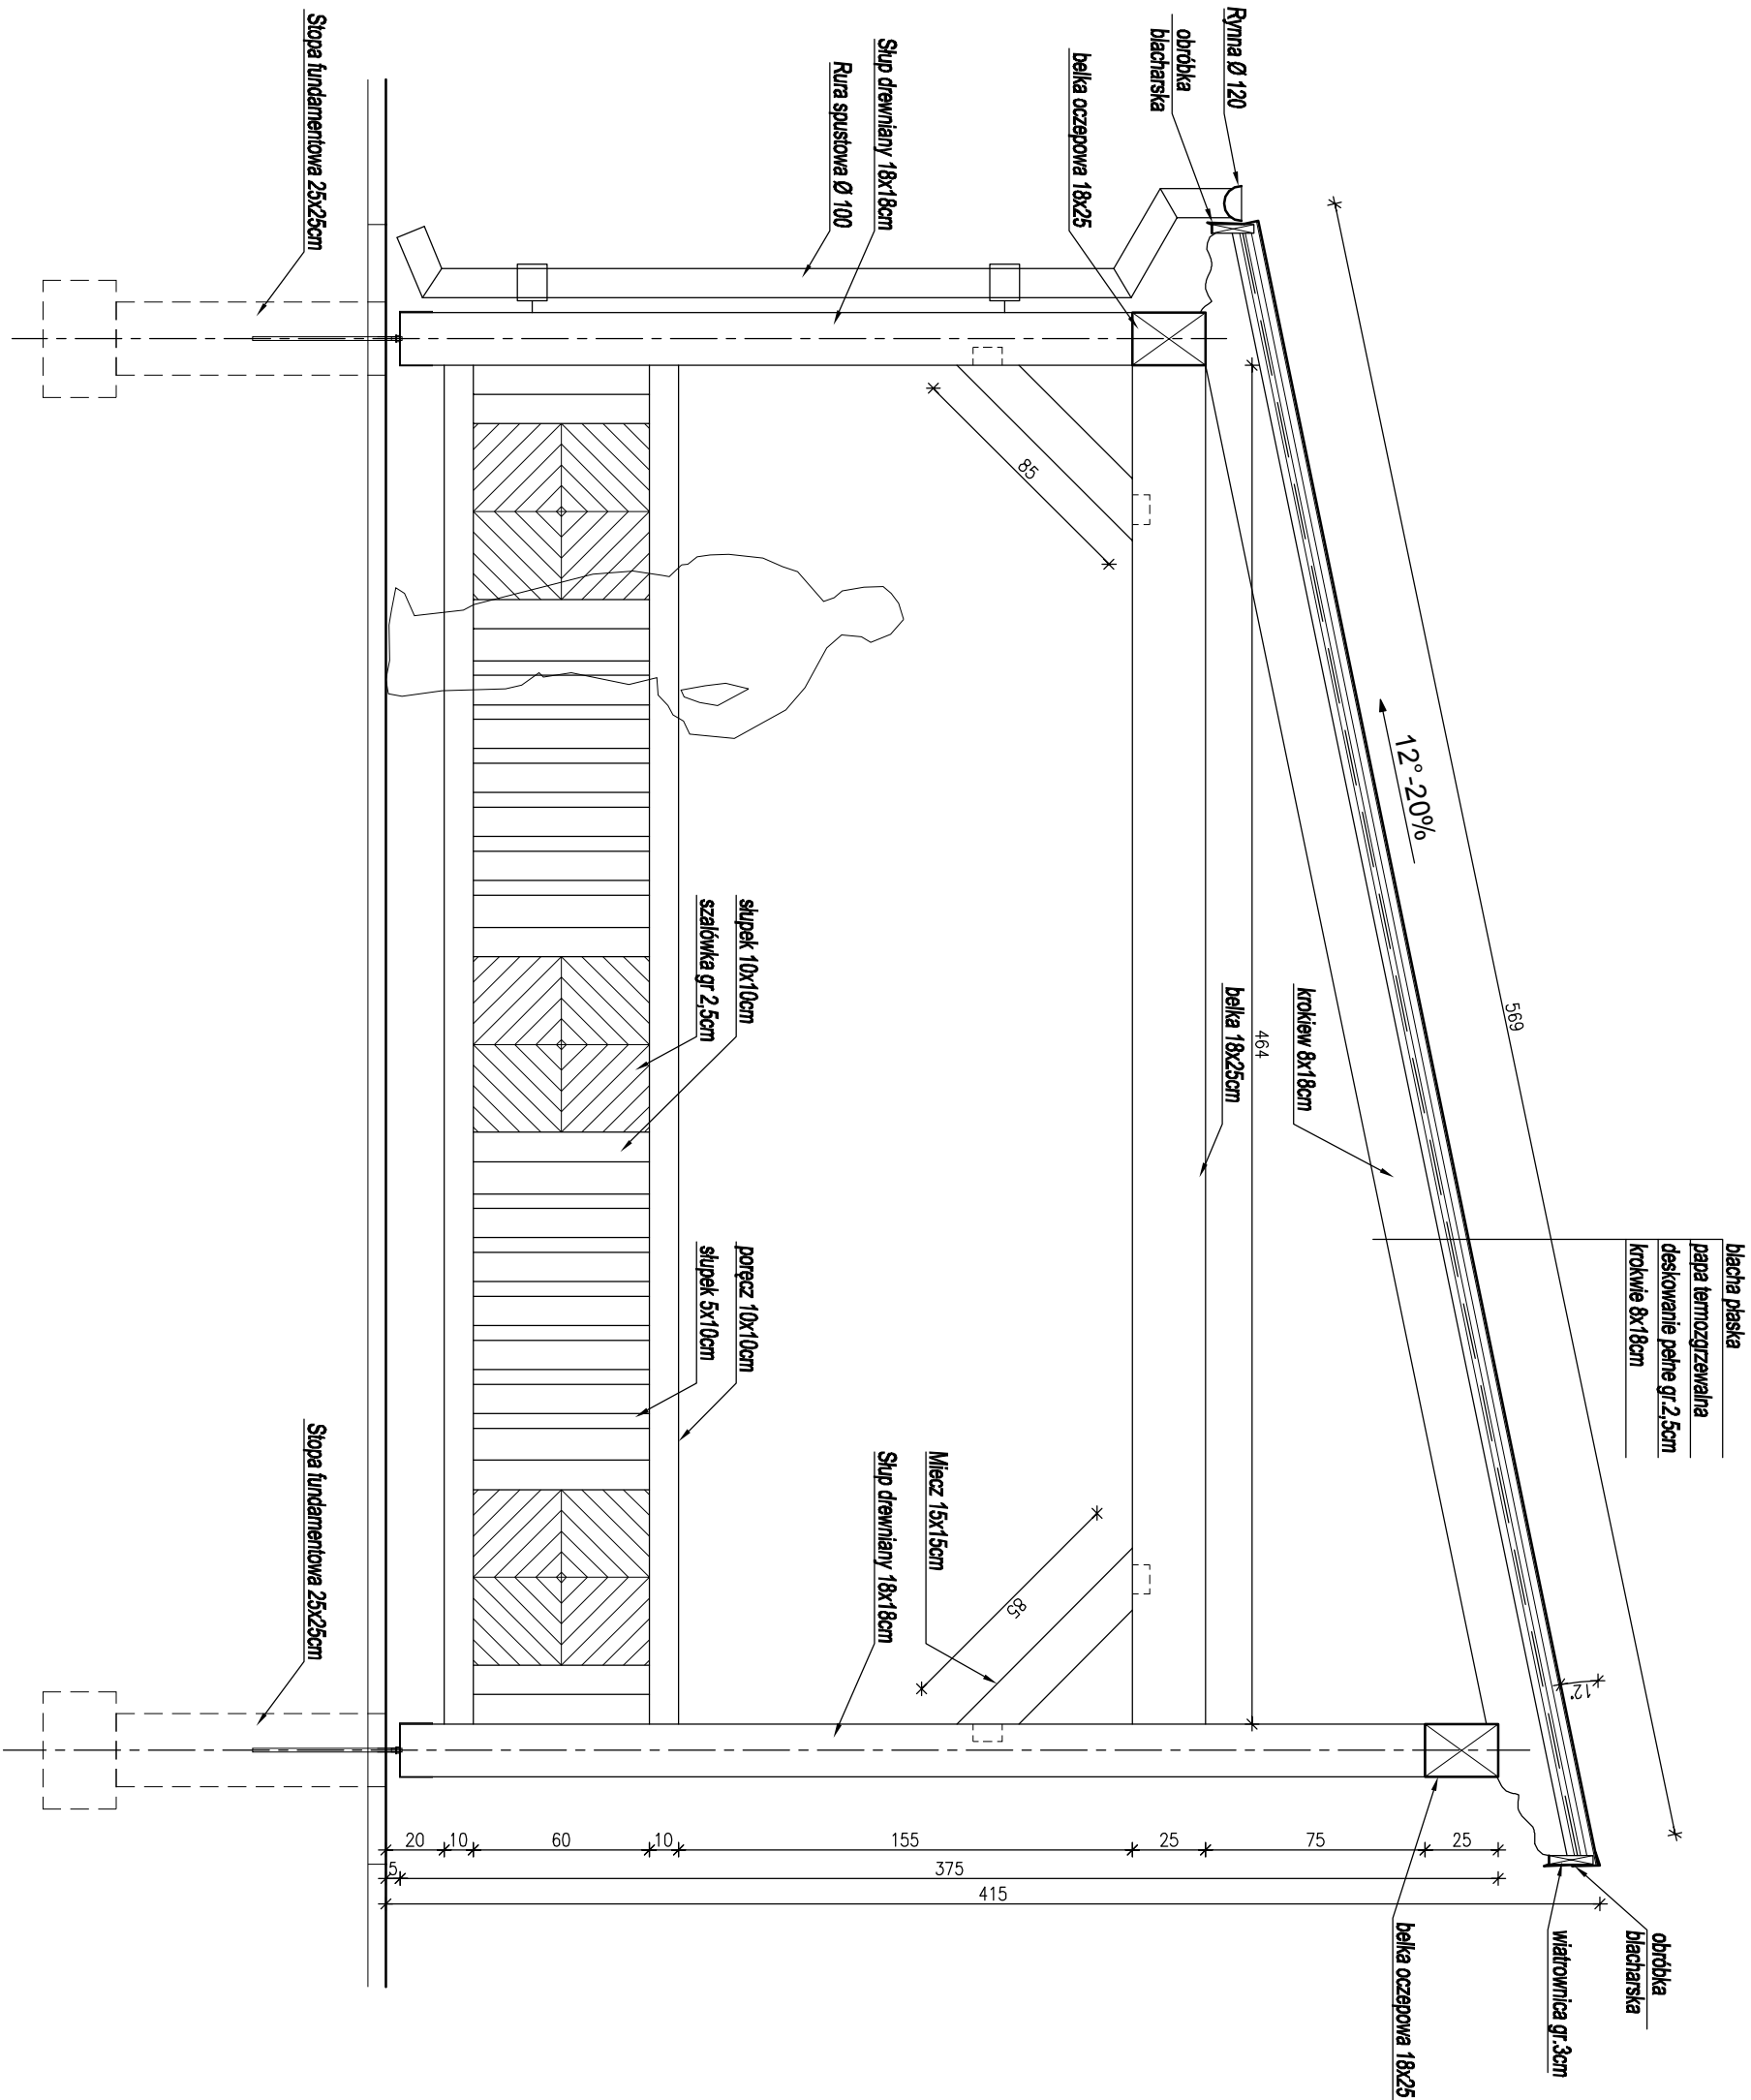 blacha płaska
papa termozgrzewalna
deskowanie pełne gr.2,5cm
krokwie 8x18cm
569
12°-20%
12°
obróbka
blacharska
wiatrownica gr.3cm
belka oczepowa 18x25
krokiew 8x18cm
464
belka 18x25cm
Rynna Ø 120
obróbka
blacharska
belka oczepowa 18x25
Słup drewniany 18x18cm
Rura spustowa Ø 100
85
85
Miecz 15x15cm
Słup drewniany 18x18cm
słupek 10x10cm
szalówka gr 2,5cm
poręcz 10x10cm
słupek 5x10cm
Stopa fundamentowa 25x25cm
Stopa fundamentowa 25x25cm
25
75
25
155
10
60
10
20
375
5
415